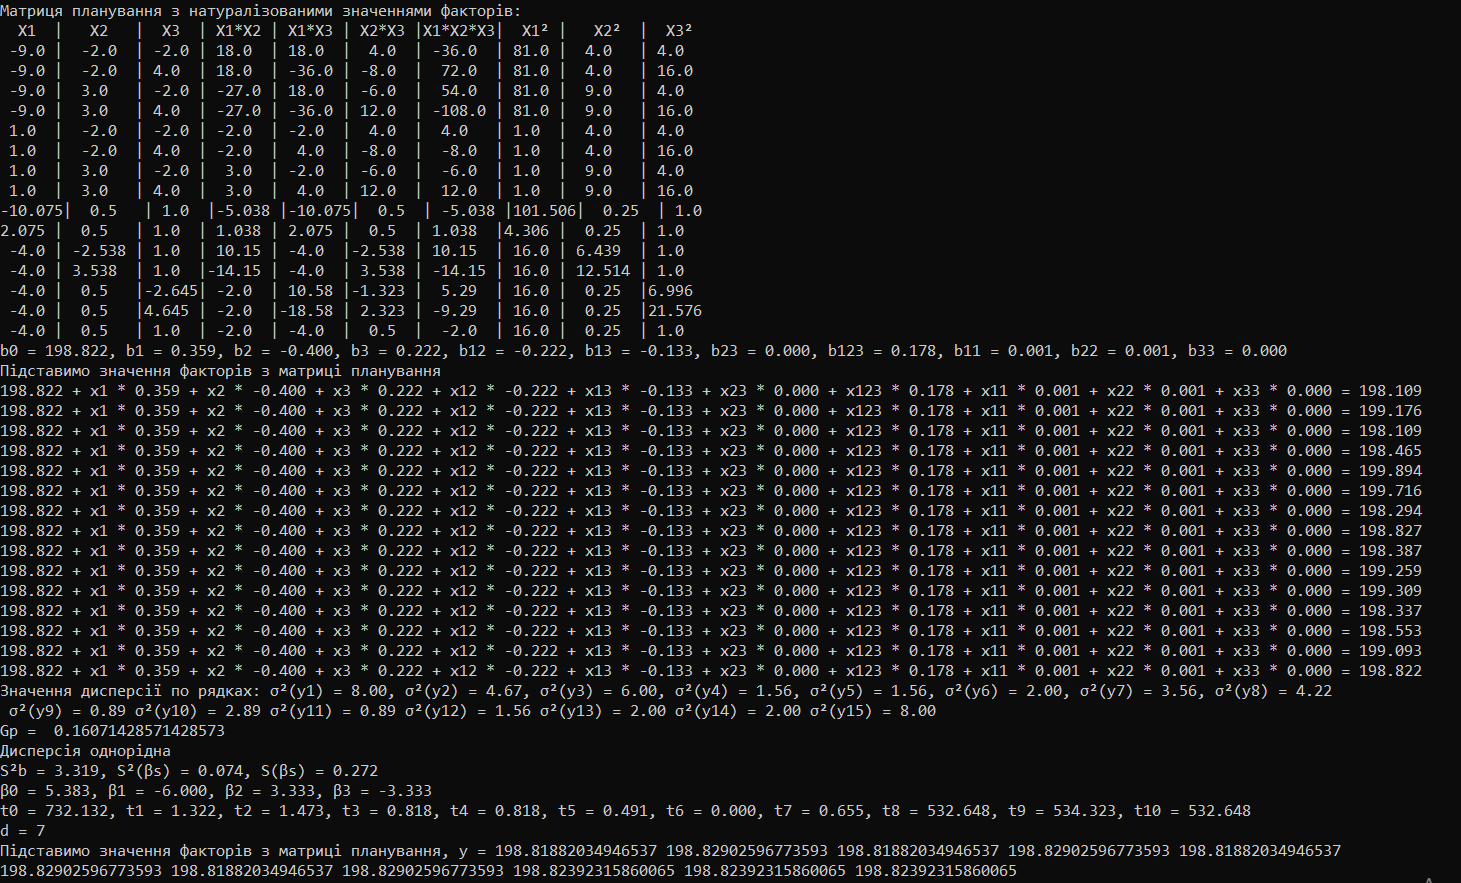 Матриця планування з натуралізованими значеннями факторів:
X1 | X2 | X3 | X1*X2 | X1*X3 | X2*X3 |X1*X2*X3| X1² | X2² | X3²
-9.0 | -2.0 | -2.0 | 18.0 | 18.0 | 4.0 | -36.0 | 81.0 | 4.0 | 4.0
-9.0 | -2.0 | 4.0 | 18.0 | -36.0 | -8.0 | 72.0 | 81.0 | 4.0 | 16.0
-9.0 | 3.0 | -2.0 | -27.0 | 18.0 | -6.0 | 54.0 | 81.0 | 9.0 | 4.0
-9.0 | 3.0 | 4.0 | -27.0 | -36.0 | 12.0 | -108.0 | 81.0 | 9.0 | 16.0
1.0 | -2.0 | -2.0 | -2.0 | -2.0 | 4.0 | 4.0 | 1.0 | 4.0 | 4.0
1.0 | -2.0 | 4.0 | -2.0 | 4.0 | -8.0 | -8.0 | 1.0 | 4.0 | 16.0
1.0 | 3.0 | -2.0 | 3.0 | -2.0 | -6.0 | -6.0 | 1.0 | 9.0 | 4.0
1.0 | 3.0 | 4.0 | 3.0 | 4.0 | 12.0 | 12.0 | 1.0 | 9.0 | 16.0
-10.075| 0.5 | 1.0 |-5.038 |-10.075| 0.5 | -5.038 |101.506| 0.25 | 1.0
2.075 | 0.5 | 1.0 | 1.038 | 2.075 | 0.5 | 1.038 |4.306 | 0.25 | 1.0
-4.0 | -2.538 | 1.0 | 10.15 | -4.0 |-2.538 | 10.15 | 16.0 | 6.439 | 1.0
-4.0 | 3.538 | 1.0 |-14.15 | -4.0 | 3.538 | -14.15 | 16.0 | 12.514 | 1.0
-4.0 | 0.5 |-2.645| -2.0 | 10.58 |-1.323 | 5.29 | 16.0 | 0.25 |6.996
-4.0 | 0.5 |4.645 | -2.0 |-18.58 | 2.323 | -9.29 | 16.0 | 0.25 |21.576
-4.0 | 0.5 | 1.0 | -2.0 | -4.0 | 0.5 | -2.0 | 16.0 | 0.25 | 1.0
b0 = 198.822, b1 = 0.359, b2 = -0.400, b3 = 0.222, b12 = -0.222, b13 = -0.133, b23 = 0.000, b123 = 0.178, b11 = 0.001, b22 = 0.001, b33 = 0.000
Підставимо значення факторів з матриці планування
198.822 + x1 * 0.359 + x2 * -0.400 + x3 * 0.222 + x12 * -0.222 + x13 * -0.133 + x23 * 0.000 + x123 * 0.178 + x11 * 0.001 + x22 * 0.001 + x33 * 0.000 = 198.109
198.822 + x1 * 0.359 + x2 * -0.400 + x3 * 0.222 + x12 * -0.222 + x13 * -0.133 + x23 * 0.000 + x123 * 0.178 + x11 * 0.001 + x22 * 0.001 + x33 * 0.000 = 199.176
198.822 + x1 * 0.359 + x2 * -0.400 + x3 * 0.222 + x12 * -0.222 + x13 * -0.133 + x23 * 0.000 + x123 * 0.178 + x11 * 0.001 + x22 * 0.001 + x33 * 0.000 = 198.109
198.822 + x1 * 0.359 + x2 * -0.400 + x3 * 0.222 + x12 * -0.222 + x13 * -0.133 + x23 * 0.000 + x123 * 0.178 + x11 * 0.001 + x22 * 0.001 + x33 * 0.000 = 198.465
198.822 + x1 * 0.359 + x2 * -0.400 + x3 * 0.222 + x12 * -0.222 + x13 * -0.133 + x23 * 0.000 + x123 * 0.178 + x11 * 0.001 + x22 * 0.001 + x33 * 0.000 = 199.894
198.822 + x1 * 0.359 + x2 * -0.400 + x3 * 0.222 + x12 * -0.222 + x13 * -0.133 + x23 * 0.000 + x123 * 0.178 + x11 * 0.001 + x22 * 0.001 + x33 * 0.000 = 199.716
198.822 + x1 * 0.359 + x2 * -0.400 + x3 * 0.222 + x12 * -0.222 + x13 * -0.133 + x23 * 0.000 + x123 * 0.178 + x11 * 0.001 + x22 * 0.001 + x33 * 0.000 = 198.294
198.822 + x1 * 0.359 + x2 * -0.400 + x3 * 0.222 + x12 * -0.222 + x13 * -0.133 + x23 * 0.000 + x123 * 0.178 + x11 * 0.001 + x22 * 0.001 + x33 * 0.000 = 198.827
198.822 + x1 * 0.359 + x2 * -0.400 + x3 * 0.222 + x12 * -0.222 + x13 * -0.133 + x23 * 0.000 + x123 * 0.178 + x11 * 0.001 + x22 * 0.001 + x33 * 0.000 = 198.387
198.822 + x1 * 0.359 + x2 * -0.400 + x3 * 0.222 + x12 * -0.222 + x13 * -0.133 + x23 * 0.000 + x123 * 0.178 + x11 * 0.001 + x22 * 0.001 + x33 * 0.000 = 199.259
198.822 + x1 * 0.359 + x2 * -0.400 + x3 * 0.222 + x12 * -0.222 + x13 * -0.133 + x23 * 0.000 + x123 * 0.178 + x11 * 0.001 + x22 * 0.001 + x33 * 0.000 = 199.309
198.822 + x1 * 0.359 + x2 * -0.400 + x3 * 0.222 + x12 * -0.222 + x13 * -0.133 + x23 * 0.000 + x123 * 0.178 + x11 * 0.001 + x22 * 0.001 + x33 * 0.000 = 198.337
198.822 + x1 * 0.359 + x2 * -0.400 + x3 * 0.222 + x12 * -0.222 + x13 * -0.133 + x23 * 0.000 + x123 * 0.178 + x11 * 0.001 + x22 * 0.001 + x33 * 0.000 = 198.553
198.822 + x1 * 0.359 + x2 * -0.400 + x3 * 0.222 + x12 * -0.222 + x13 * -0.133 + x23 * 0.000 + x123 * 0.178 + x11 * 0.001 + x22 * 0.001 + x33 * 0.000 = 199.093
198.822 + x1 * 0.359 + x2 * -0.400 + x3 * 0.222 + x12 * -0.222 + x13 * -0.133 + x23 * 0.000 + x123 * 0.178 + x11 * 0.001 + x22 * 0.001 + x33 * 0.000 = 198.822
Значення дисперсії по рядках: σ²(y1) = 8.00, σ²(y2) = 4.67, σ²(y3) = 6.00, σ²(y4) = 1.56, σ²(y5) = 1.56, σ²(y6) = 2.00, σ²(y7) = 3.56, σ²(y8) = 4.22
σ²(y9) = 0.89 σ²(y10) = 2.89 σ²(y11) = 0.89 σ²(y12) = 1.56 σ²(y13) = 2.00 σ²(y14) = 2.00 σ²(y15) = 8.00
Gp =  0.16071428571428573
Дисперсія однорідна
S²b = 3.319, S²(βs) = 0.074, S(βs) = 0.272
β0 = 5.383, β1 = -6.000, β2 = 3.333, β3 = -3.333
t0 = 732.132, t1 = 1.322, t2 = 1.473, t3 = 0.818, t4 = 0.818, t5 = 0.491, t6 = 0.000, t7 = 0.655, t8 = 532.648, t9 = 534.323, t10 = 532.648
d = 7
Підставимо значення факторів з матриці планування, y = 198.81882034946537 198.82902596773593 198.81882034946537 198.82902596773593 198.81882034946537
198.82902596773593 198.81882034946537 198.82902596773593 198.82392315860065 198.82392315860065 198.82392315860065